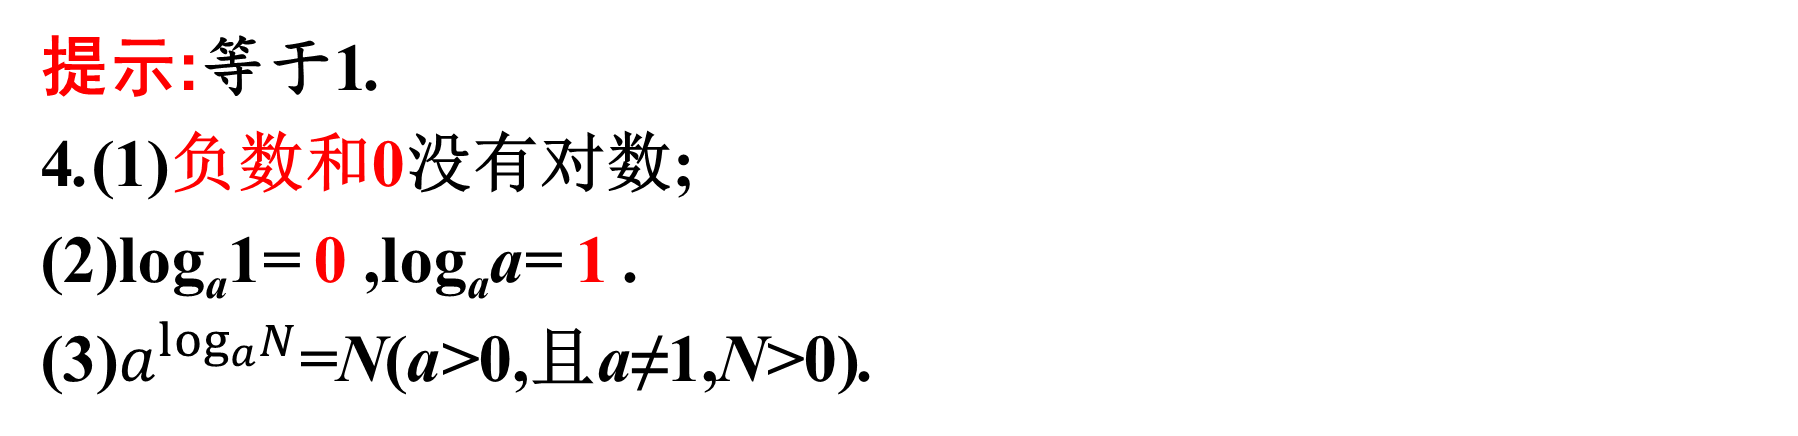 提示:等于1.
4.(1)负数和0没有对数;
(2)logₐ1= 0 ,logₐa= 1 .
(3)a^{logₐN}=N(a>0,且a≠1,N>0).